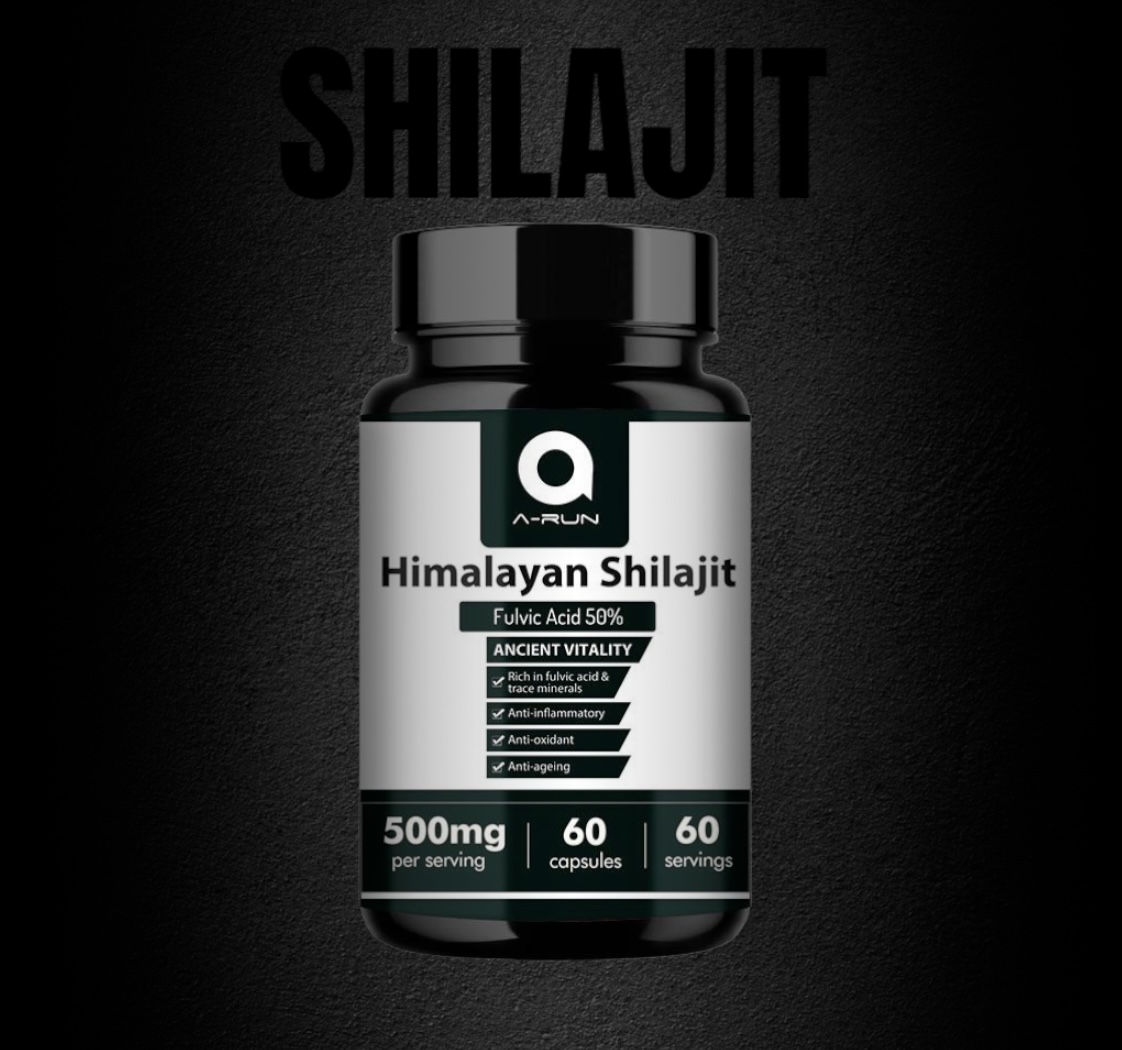 SHILAJIT
A-RUN
Himalayan Shilajit
Fulvic Acid 50%
ANCIENT VITALITY
Rich in fulvic acid &
trace minerals
Anti-inflammatory
Anti-oxidant
Anti-ageing
500mg
per serving
60
capsules
60
servings